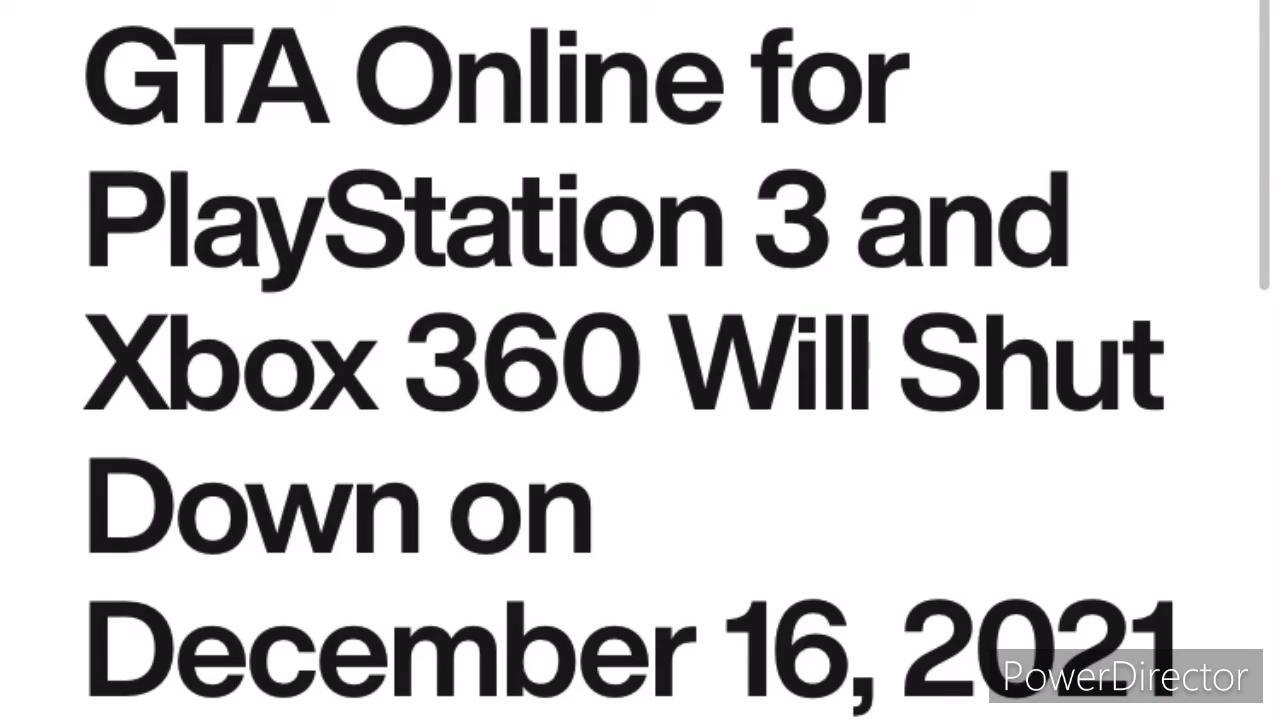 GTA Online for
PlayStation 3 and
Xbox 360 Will Shut
Down on
December 16, 2021
PowerDirector